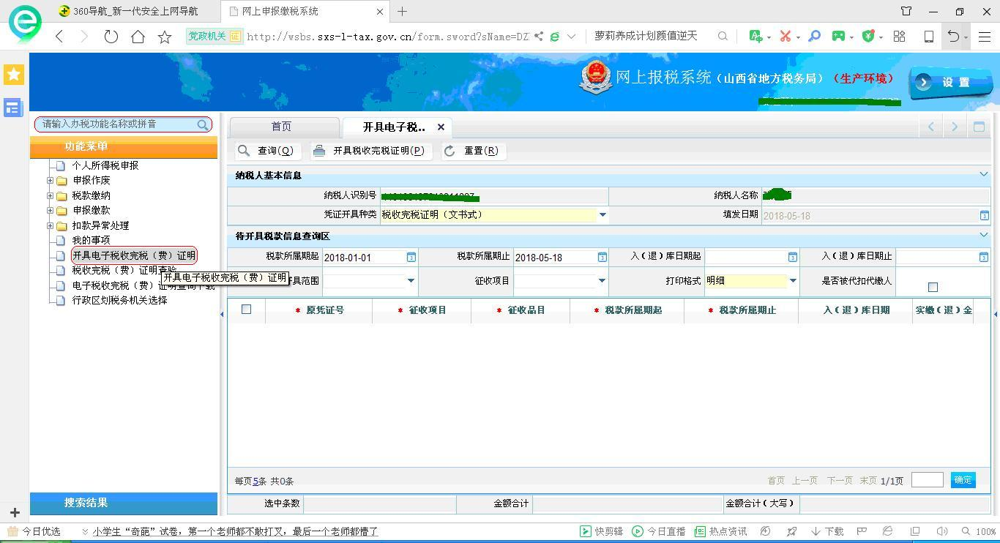 360导航_新一代安全上网导航
网上申报缴税系统
党政机关 证 http://wsbs.sxs-l-tax.gov.cn/form.sword?sName=DZ
萝莉养成计划颜值逆天
网上报税系统（山西省地方税务局）（生产环境）
设 置
请输入办税功能名称或拼音
首页
开具电子税..
功能菜单
查询(Q)
开具税收完税证明(P)
重置(R)
个人所得税申报
申报作废
税款缴纳
申报缴款
扣款异常处理
我的事项
开具电子税收完税（费）证明
税收完税（费）证明查验
开具电子税收完税（费）证明
电子税收完税（费）证明查询下载
行政区划税务机关选择
纳税人基本信息
纳税人识别号
纳税人名称
凭证开具种类 税收完税证明（文书式）
填发日期 2018-05-18
待开具税款信息查询区
税款所属期起 2018-01-01
税款所属期止 2018-05-18
入（退）库日期起
入（退）库日期止
具范围
征收项目
打印格式 明细
是否被代扣代缴人
* 原凭证号
* 征收项目
* 征收品目
* 税款所属期起
* 税款所属期止
入（退）库日期
实缴（退）金
每页5条 共0条
首页 上一页 下一页 末页 1/1页 确定
搜索结果
选中条数
金额合计
金额合计（大写）
今日优选
小学生“奇葩”试卷，第一个老师都不敢打叉，最后一个老师都懵了
快剪辑
今日直播
热点资讯
下载
100%